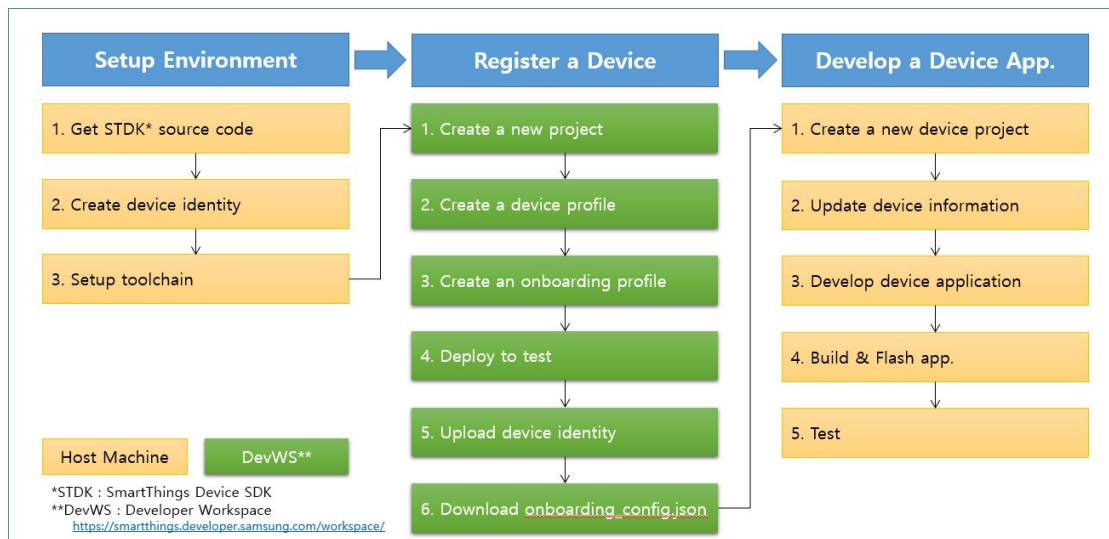 Setup Environment
Register a Device
Develop a Device App.
1. Get STDK* source code
2. Create device identity
3. Setup toolchain
1. Create a new project
2. Create a device profile
3. Create an onboarding profile
4. Deploy to test
5. Upload device identity
6. Download onboarding_config.json
1. Create a new device project
2. Update device information
3. Develop device application
4. Build & Flash app.
5. Test
Host Machine
DevWS**
*STDK : SmartThings Device SDK
**DevWS : Developer Workspace
https://smartthings.developer.samsung.com/workspace/